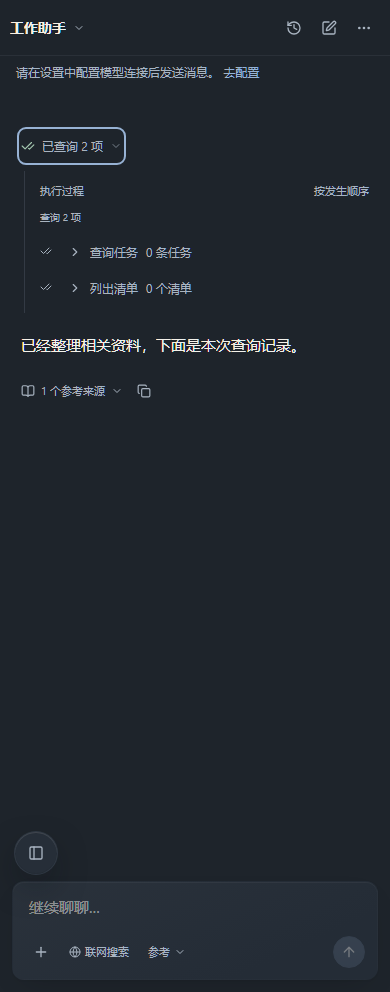 工作助手
请在设置中配置模型连接后发送消息。 去配置
已查询 2 项
执行过程 按发生顺序
查询 2 项
查询任务 0 条任务
列出清单 0 个清单
已经整理相关资料，下面是本次查询记录。
1 个参考来源
继续聊聊...
联网搜索 参考